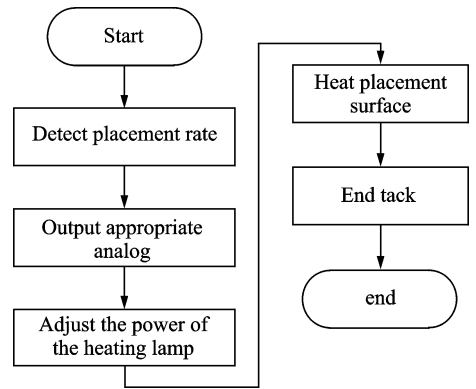 Start
Detect placement rate
Output appropriate
analog
Adjust the power of
the heating lamp
Heat placement
surface
End tack
end